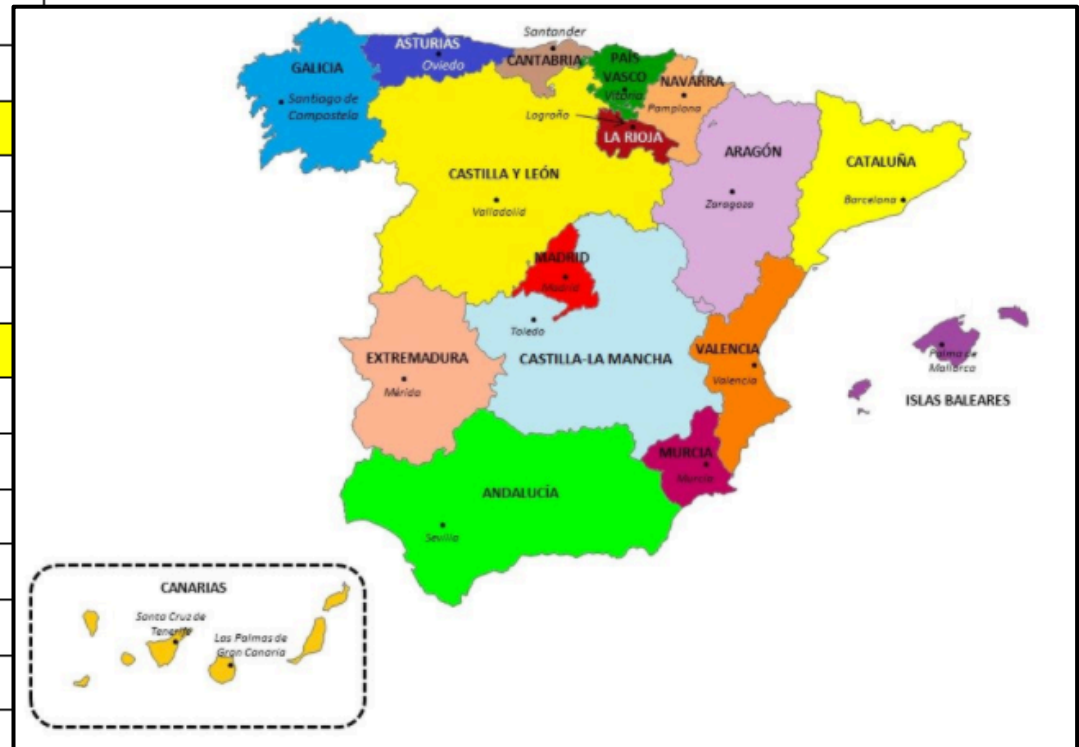 Santander
ASTURIAS
Oviedo
CANTABRIA
PAÍS
VASCO
Vitoria
GALICIA
Santiago de
Compostela
NAVARRA
Pamplona
Logroño
LA RIOJA
ARAGÓN
Zaragoza
CATALUÑA
Barcelona
CASTILLA Y LEÓN
Valladolid
MADRID
Madrid
Toledo
CASTILLA-LA MANCHA
EXTREMADURA
Mérida
VALENCIA
Valencia
Palma de
Mallorca
ISLAS BALEARES
MURCIA
Murcia
ANDALUCÍA
Sevilla
CANARIAS
Santa Cruz de
Tenerife
Las Palmas de
Gran Canaria